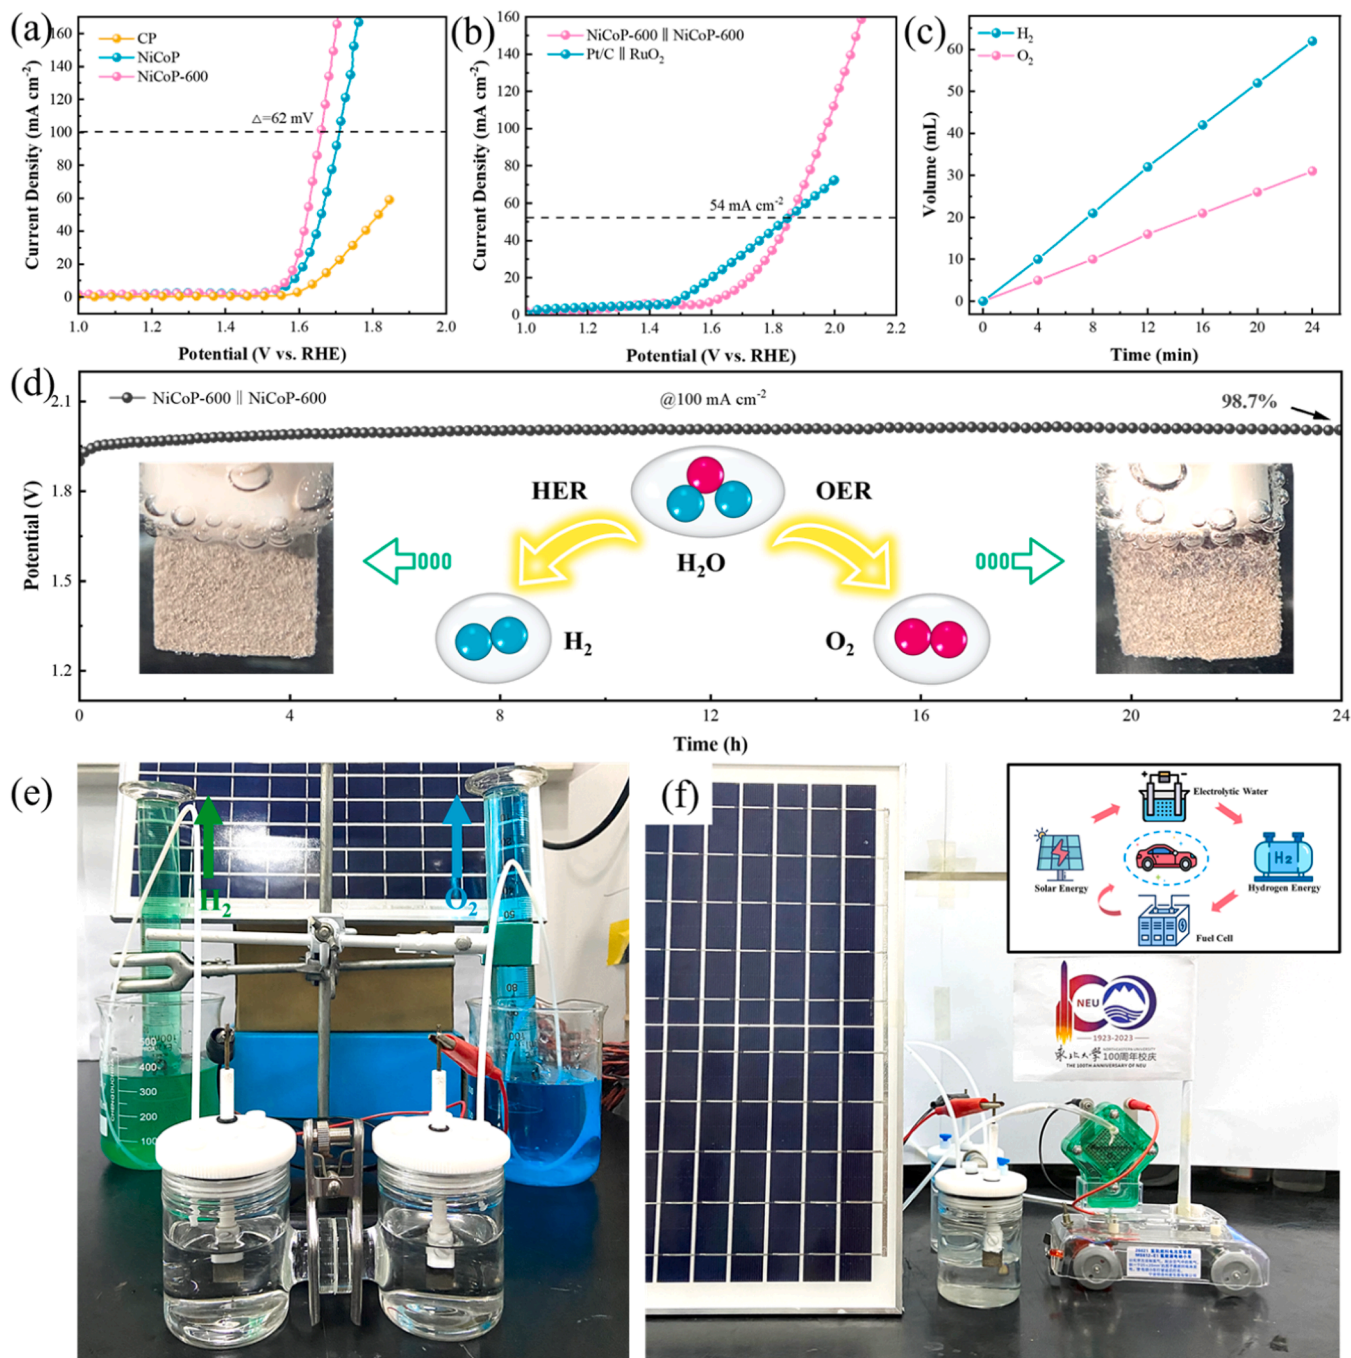 (a)
CP
NiCoP
NiCoP-600
△=62 mV
Current Density (mA cm⁻²)
160
140
120
100
80
60
40
20
0
1.0
1.2
1.4
1.6
1.8
2.0
Potential (V vs. RHE)
(b)
NiCoP-600 || NiCoP-600
Pt/C || RuO₂
54 mA cm⁻²
Current Density (mA cm⁻²)
160
140
120
100
80
60
40
20
0
1.0
1.2
1.4
1.6
1.8
2.0
2.2
Potential (V vs. RHE)
(c)
H₂
O₂
Volume (mL)
60
50
40
30
20
10
0
0
4
8
12
16
20
24
Time (min)
(d)
NiCoP-600 || NiCoP-600
@100 mA cm⁻²
98.7%
Potential (V)
2.1
1.8
1.5
1.2
HER
OER
H₂O
H₂
O₂
0
4
8
12
16
20
24
Time (h)
(e)
H₂
O₂
400
300
200
100
(f)
Electrolytic Water
Solar Energy
H₂
Hydrogen Energy
Fuel Cell
NEU
1923-2023
东北大学 100周年校庆
THE 100TH ANNIVERSARY OF NEU